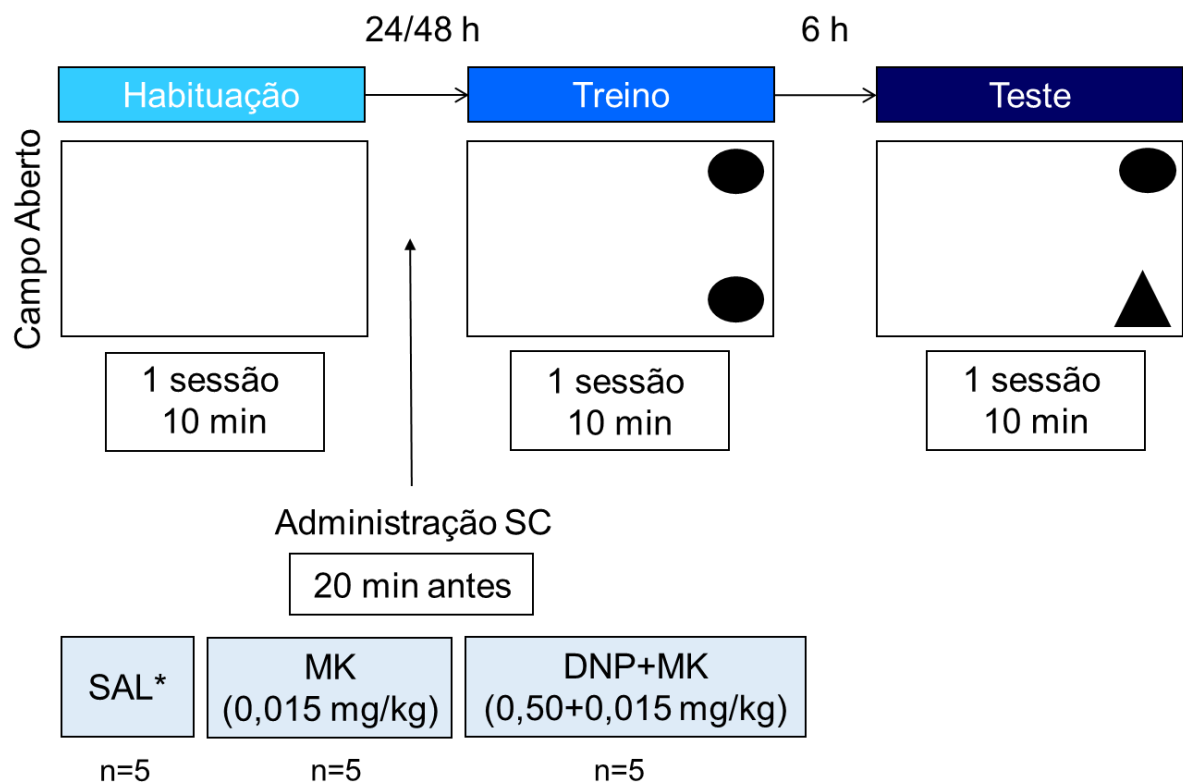 24/48 h
6 h
Habituação
Treino
Teste
Campo Aberto
1 sessão
10 min
1 sessão
10 min
1 sessão
10 min
Administração SC
20 min antes
SAL*
MK
(0,015 mg/kg)
DNP+MK
(0,50+0,015 mg/kg)
n=5
n=5
n=5